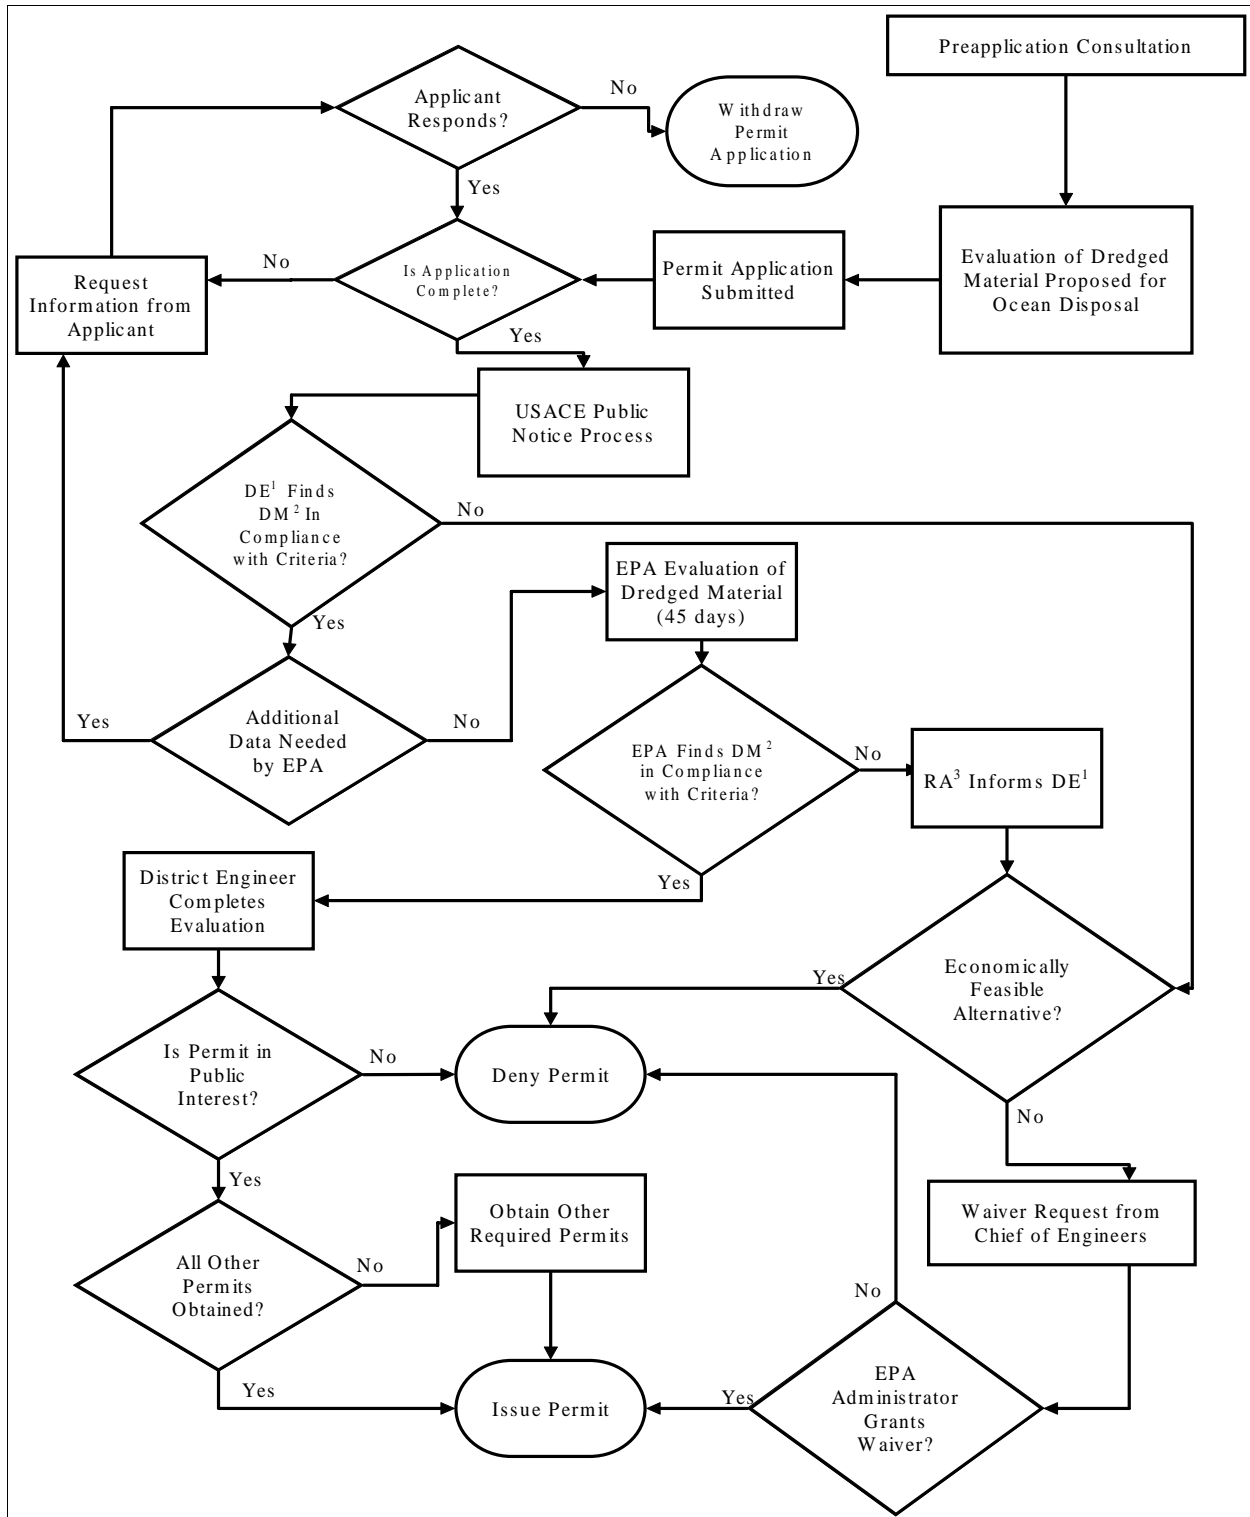 Preapplication Consultation
Applicant
Responds?
No
Withdraw
Permit
Application
Yes
Request
Information from
Applicant
No
Is Application
Complete?
Permit Application
Submitted
Evaluation of Dredged
Material Proposed for
Ocean Disposal
Yes
USACE Public
Notice Process
DE¹ Finds
DM² In
Compliance
with Criteria?
No
Yes
EPA Evaluation of
Dredged Material
(45 days)
Yes
Additional
Data Needed
by EPA
No
EPA Finds DM²
in Compliance
with Criteria?
No
RA³ Informs DE¹
Yes
District Engineer
Completes
Evaluation
Yes
Economically
Feasible
Alternative?
Is Permit in
Public
Interest?
No
Deny Permit
No
Yes
Obtain Other
Required Permits
Waiver Request from
Chief of Engineers
All Other
Permits
Obtained?
No
No
Yes
Issue Permit
Yes
EPA
Administrator
Grants
Waiver?